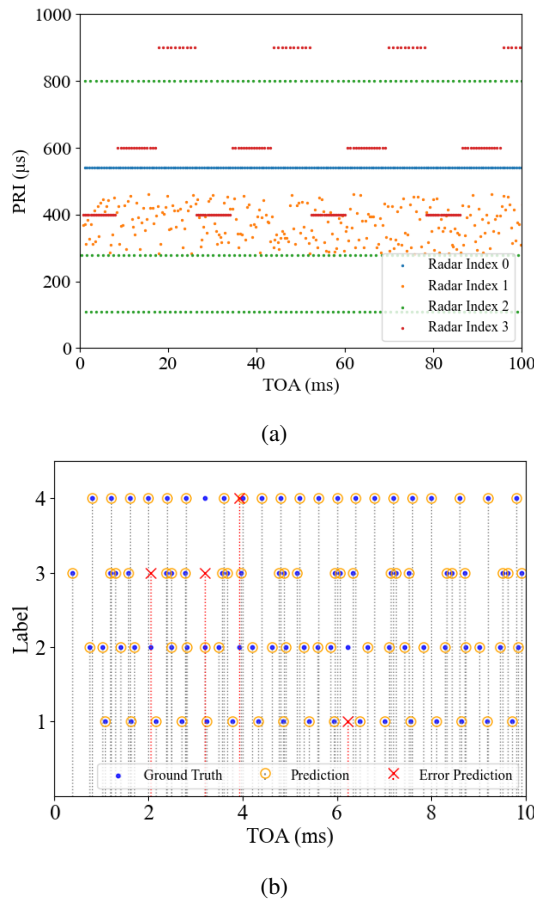 1000
800
600
400
200
0
PRI (μs)
Radar Index 0
Radar Index 1
Radar Index 2
Radar Index 3
0 20 40 60 80 100
TOA (ms)
(a)
4
3
2
1
Label
Ground Truth Prediction Error Prediction
0 2 4 6 8 10
TOA (ms)
(b)